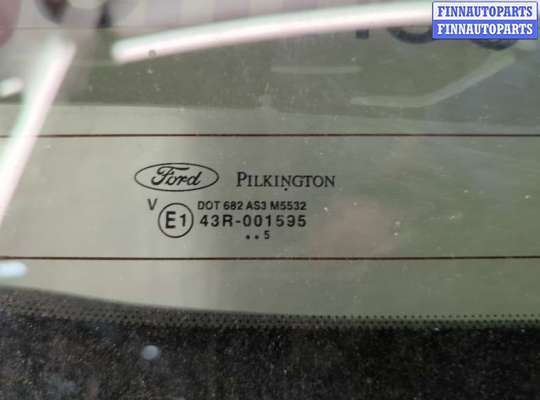 FINNAUTOPARTS
FINNAUTOPARTS
Ford PILKINGTON
DOT 682 AS3 M5532
V E1 43R-001595
..5